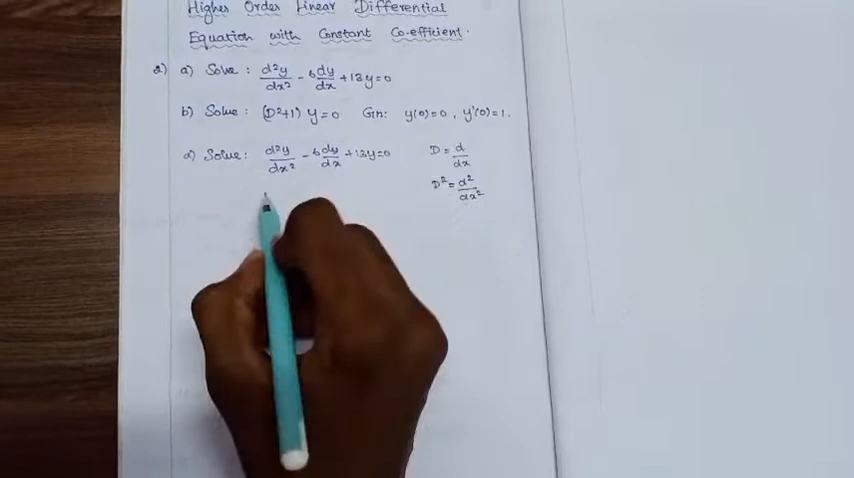 Higher Order Linear Differential
Equation with Constant Co-efficient.
2) a) Solve : d²y/dx² - 6dy/dx + 13y=0
b) Solve : (D²+1) y=0 Gn: y(0)=0, y'(0)=1.
a) Solve: d²y/dx² - 6dy/dx + 13y=0 D = d/dx
D² = d²/dx²